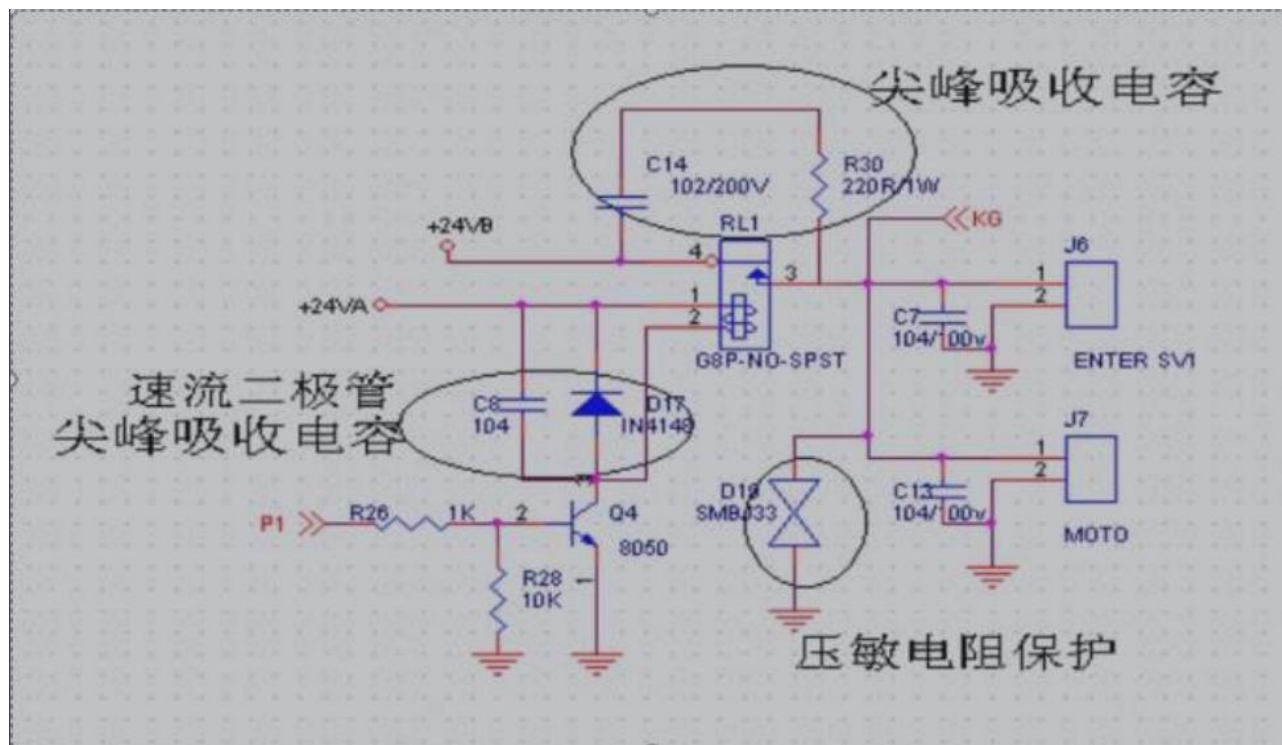 尖峰吸收电容
C14
102/200V
R30
220R/1W
RL1
+24VB
4
KG
3
J6
1
2
+24VA
1
2
C7
104/100v
G8P-NO-SPST
ENTER SV1
速流二极管
尖峰吸收电容
C8
104
D17
IN4148
J7
1
2
D19
SMBJ33
C13
104/100v
MOTO
P1
R26
1K
2
Q4
8050
R28
10K
1
压敏电阻保护